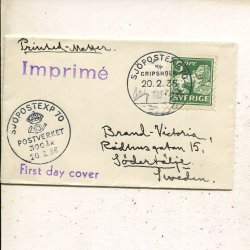 Printed-Matter.
Imprimé
SJÖPOSTEXP.
M/S
GRIPSHOLM
20.2.36
SVERIGE
SJÖPOSTEXP 70
POSTVERKET
300 ÅR
20.2.36
Brand-Victoria,
Rådhusgatan 15,
Södertälje
Sweden.
First day cover